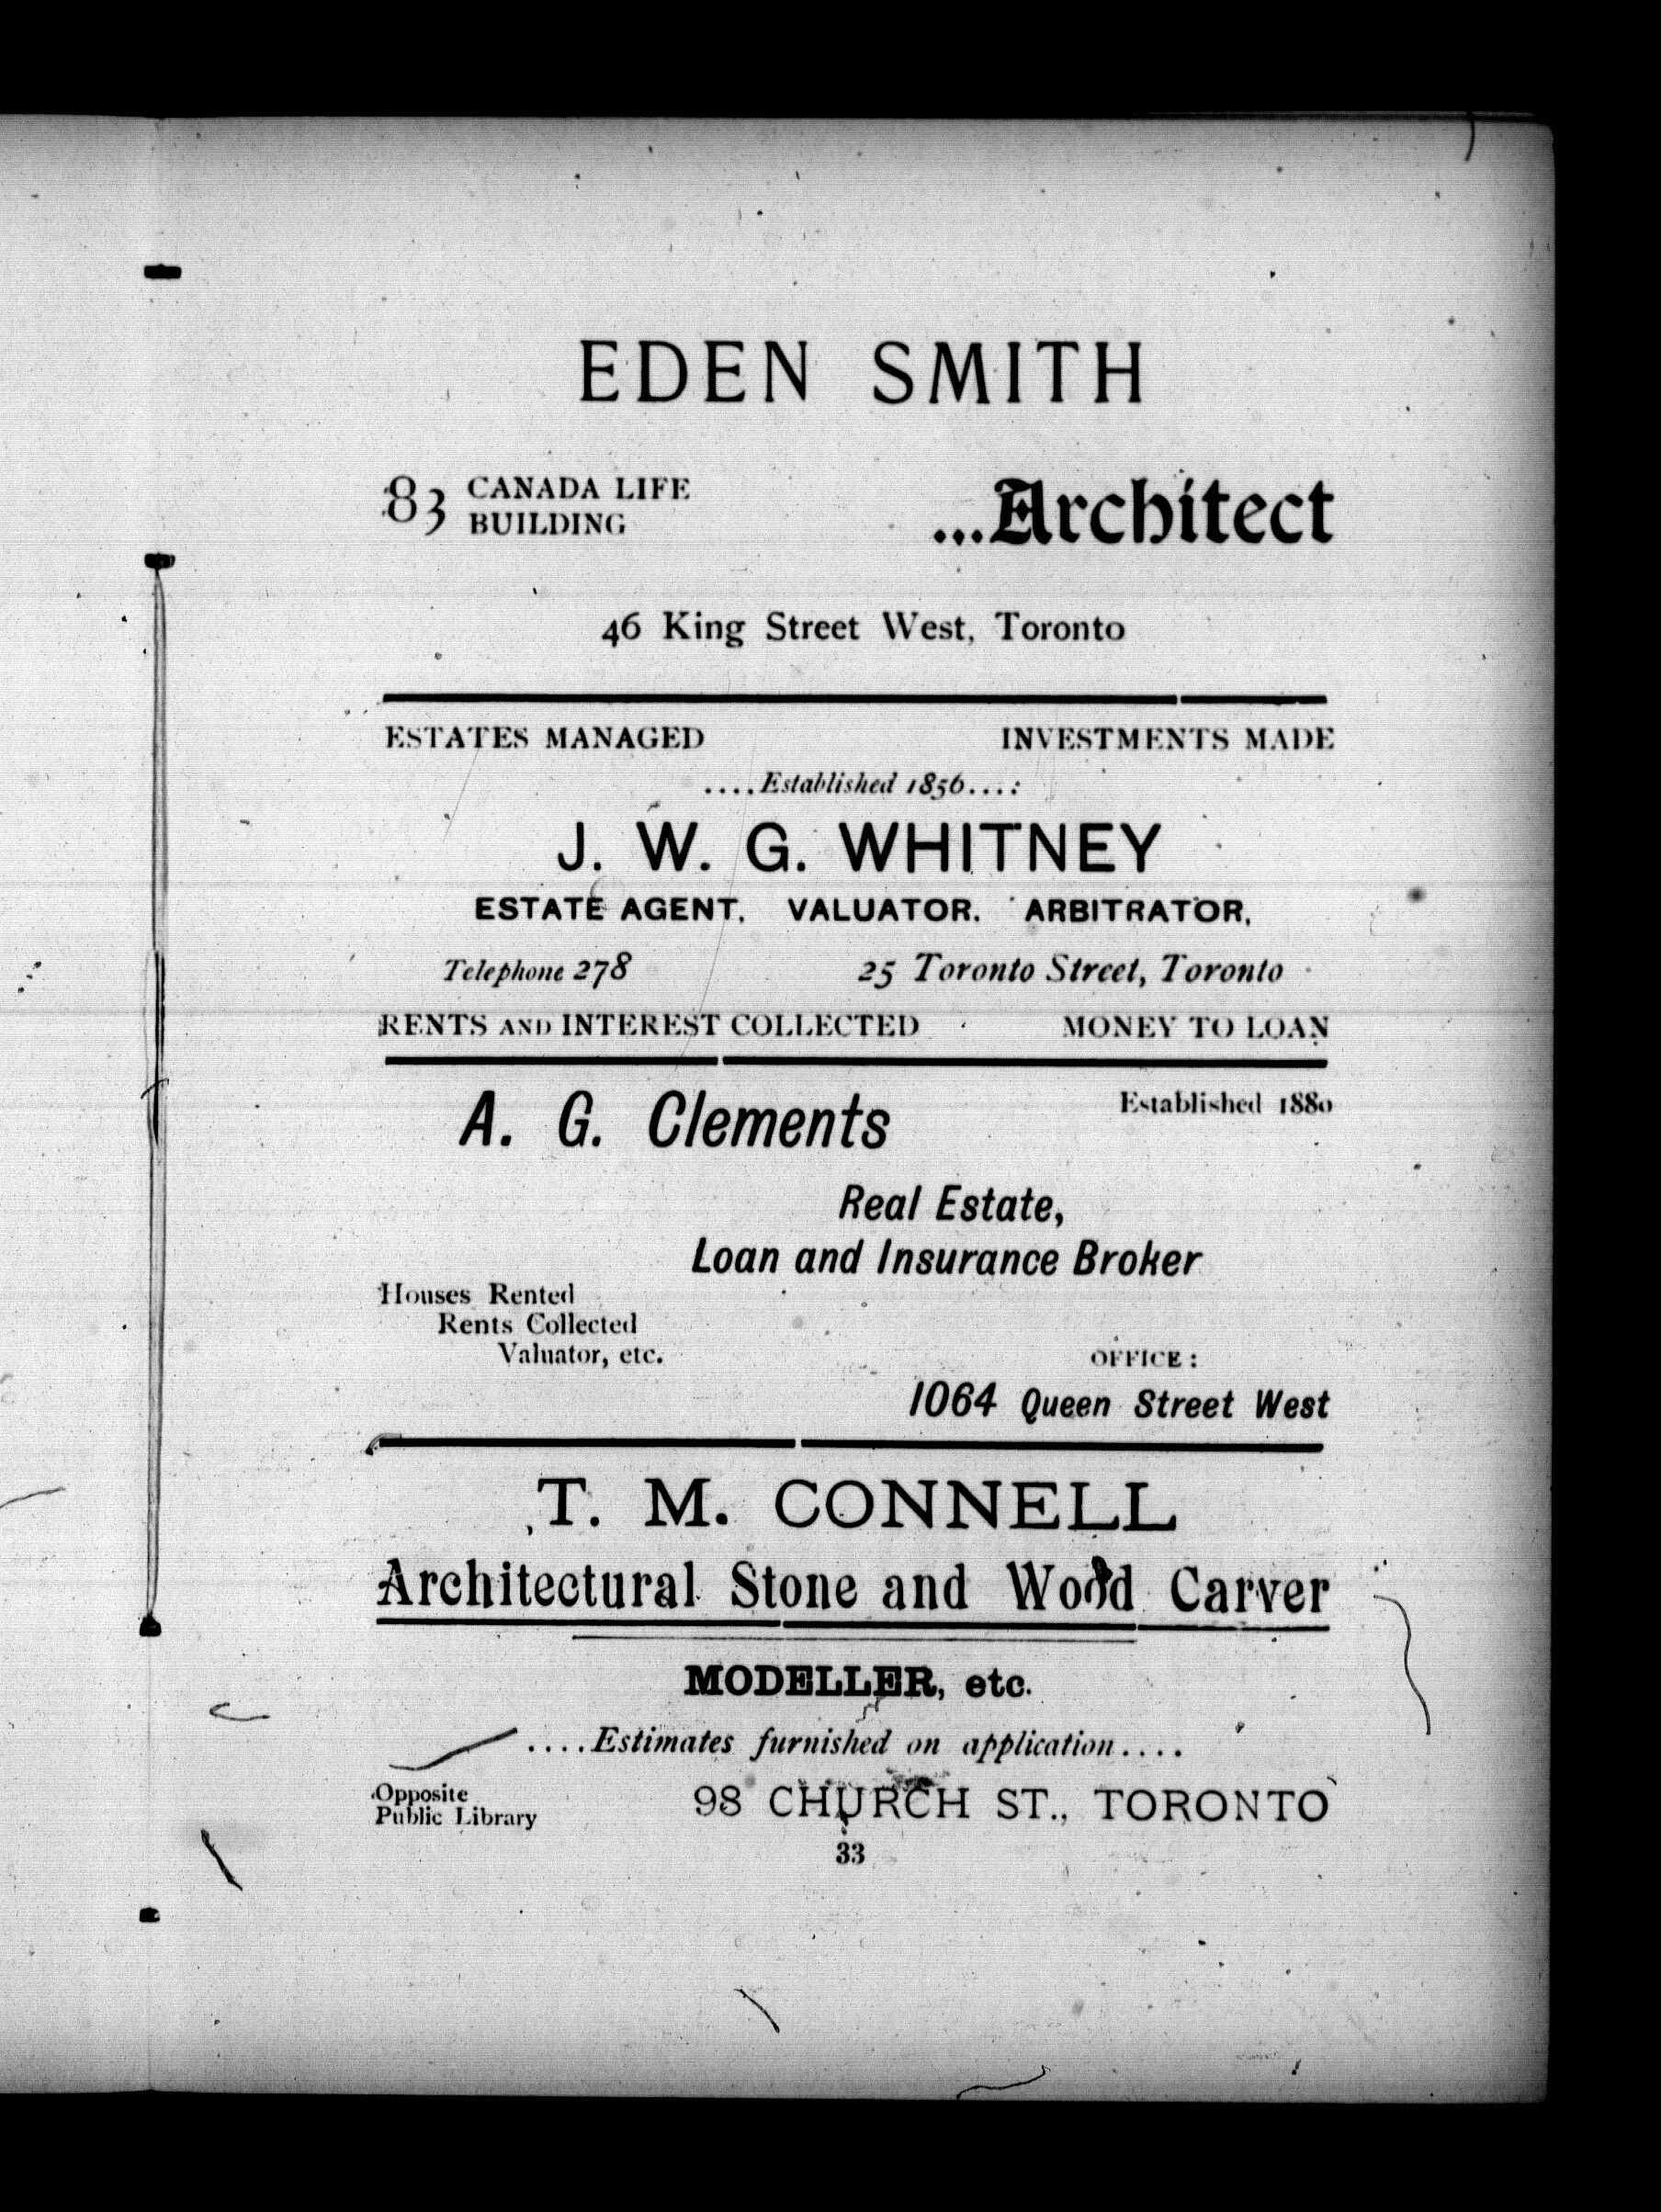 EDEN SMITH
83 CANADA LIFE
BUILDING
...Architect
46 King Street West, Toronto
ESTATES MANAGED INVESTMENTS MADE
....Established 1856....
J. W. G. WHITNEY
ESTATE AGENT, VALUATOR, ARBITRATOR,
Telephone 278 25 Toronto Street, Toronto
RENTS AND INTEREST COLLECTED MONEY TO LOAN
A. G. Clements Established 1880
Real Estate,
Loan and Insurance Broker
Houses Rented
Rents Collected
Valuator, etc.
OFFICE:
1064 Queen Street West
T. M. CONNELL
Architectural Stone and Wood Carver
MODELLER, etc.
....Estimates furnished on application....
Opposite
Public Library
98 CHURCH ST., TORONTO
33